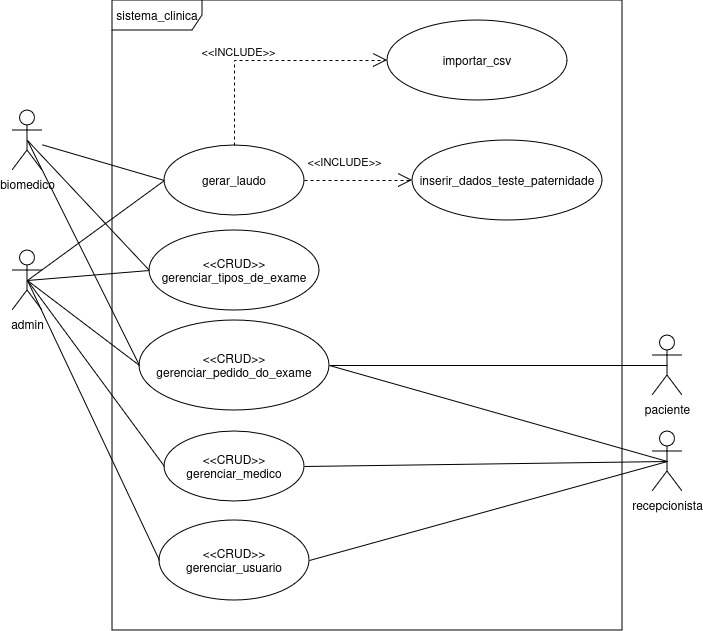 sistema_clinica
<<INCLUDE>>
importar_csv
<<INCLUDE>>
gerar_laudo
inserir_dados_teste_paternidade
biomedico
<<CRUD>>
gerenciar_tipos_de_exame
admin
<<CRUD>>
gerenciar_pedido_do_exame
paciente
<<CRUD>>
gerenciar_medico
recepcionista
<<CRUD>>
gerenciar_usuario